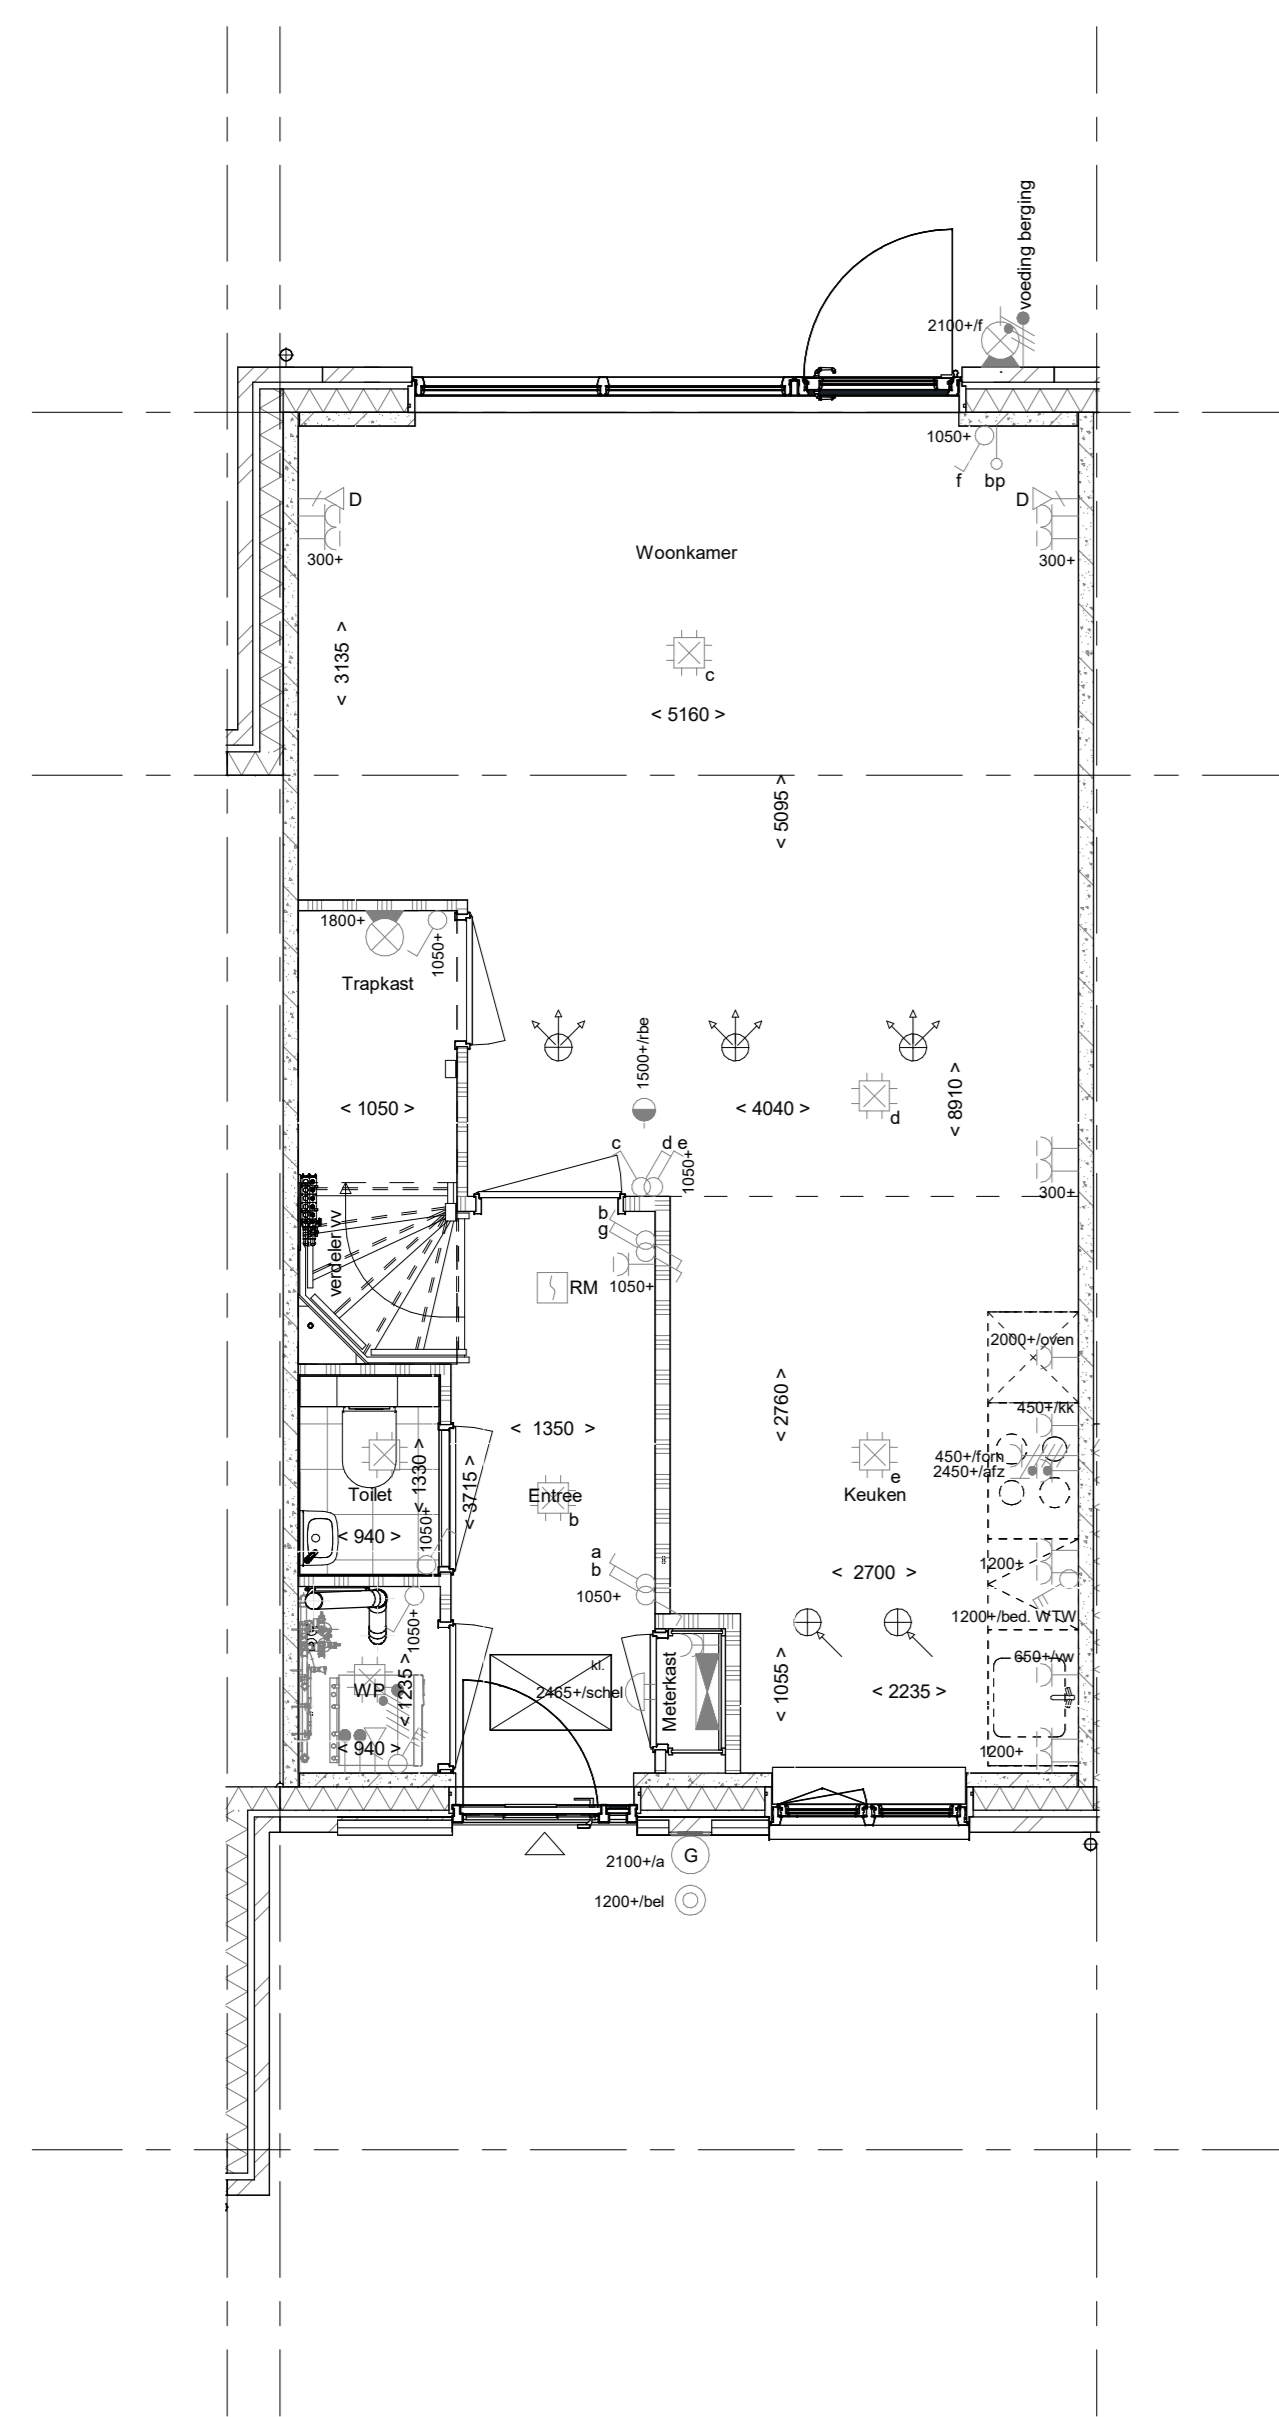 voeding berging
2100+/f
1050+
f
bp
D
D
300+
300+
Woonkamer
c
< 3135 >
< 5160 >
< 5095 >
1800+
1050+
Trapkast
1500+/rbe
< 8910 >
< 1050 >
< 4040 >
d
c
d e
1050+
300+
b
g
verdeler vv
RM
1050+
2000+/oven
450+/kk
< 2760 >
< 1350 >
450+/forn
2450+/afz
< 1330 >
< 3715 >
e
Toilet
Entree
Keuken
b
< 940 >
1050+
a
b
1200+
< 2700 >
1050+
1200+/bed. WTW
1050+
650+/vw
kl.
WP
< 1235 >
2465+/schel
Meterkast
< 1055 >
< 2235 >
< 940 >
1200+
2100+/a
G
1200+/bel